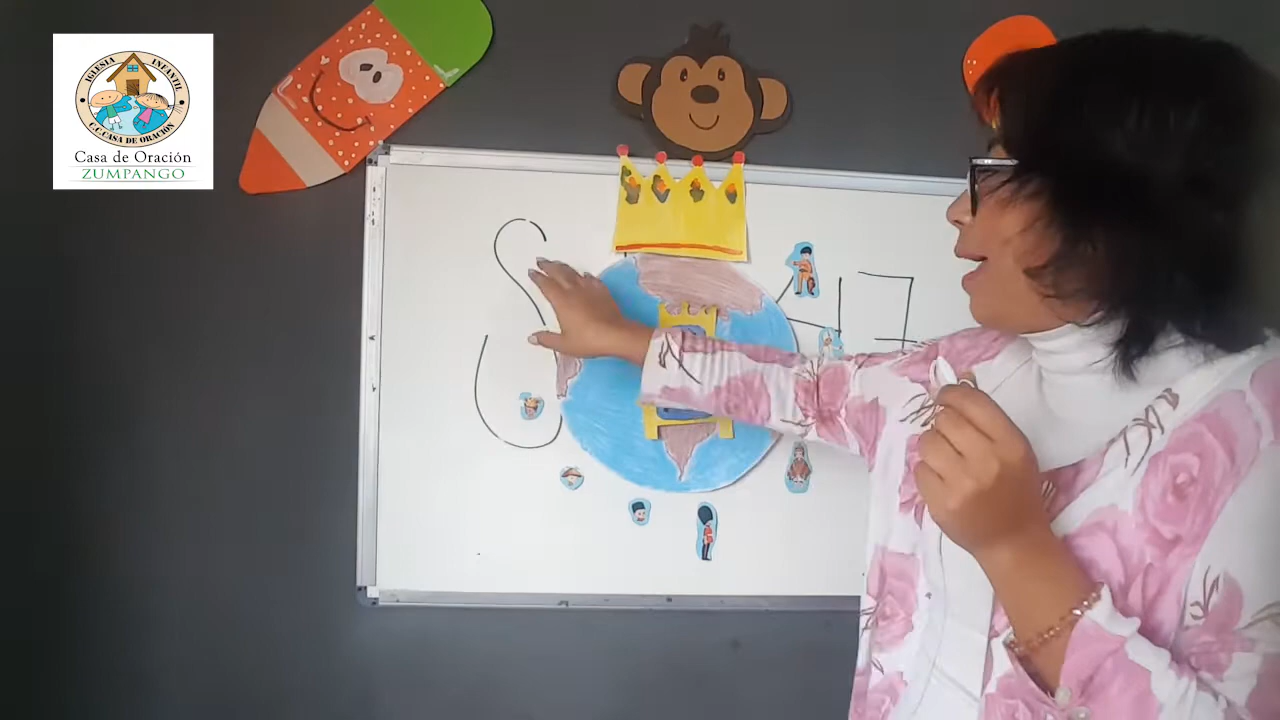 IGLESIA INFANTIL
C.C.CASA DE ORACIÓN
Casa de Oración
ZUMPANGO